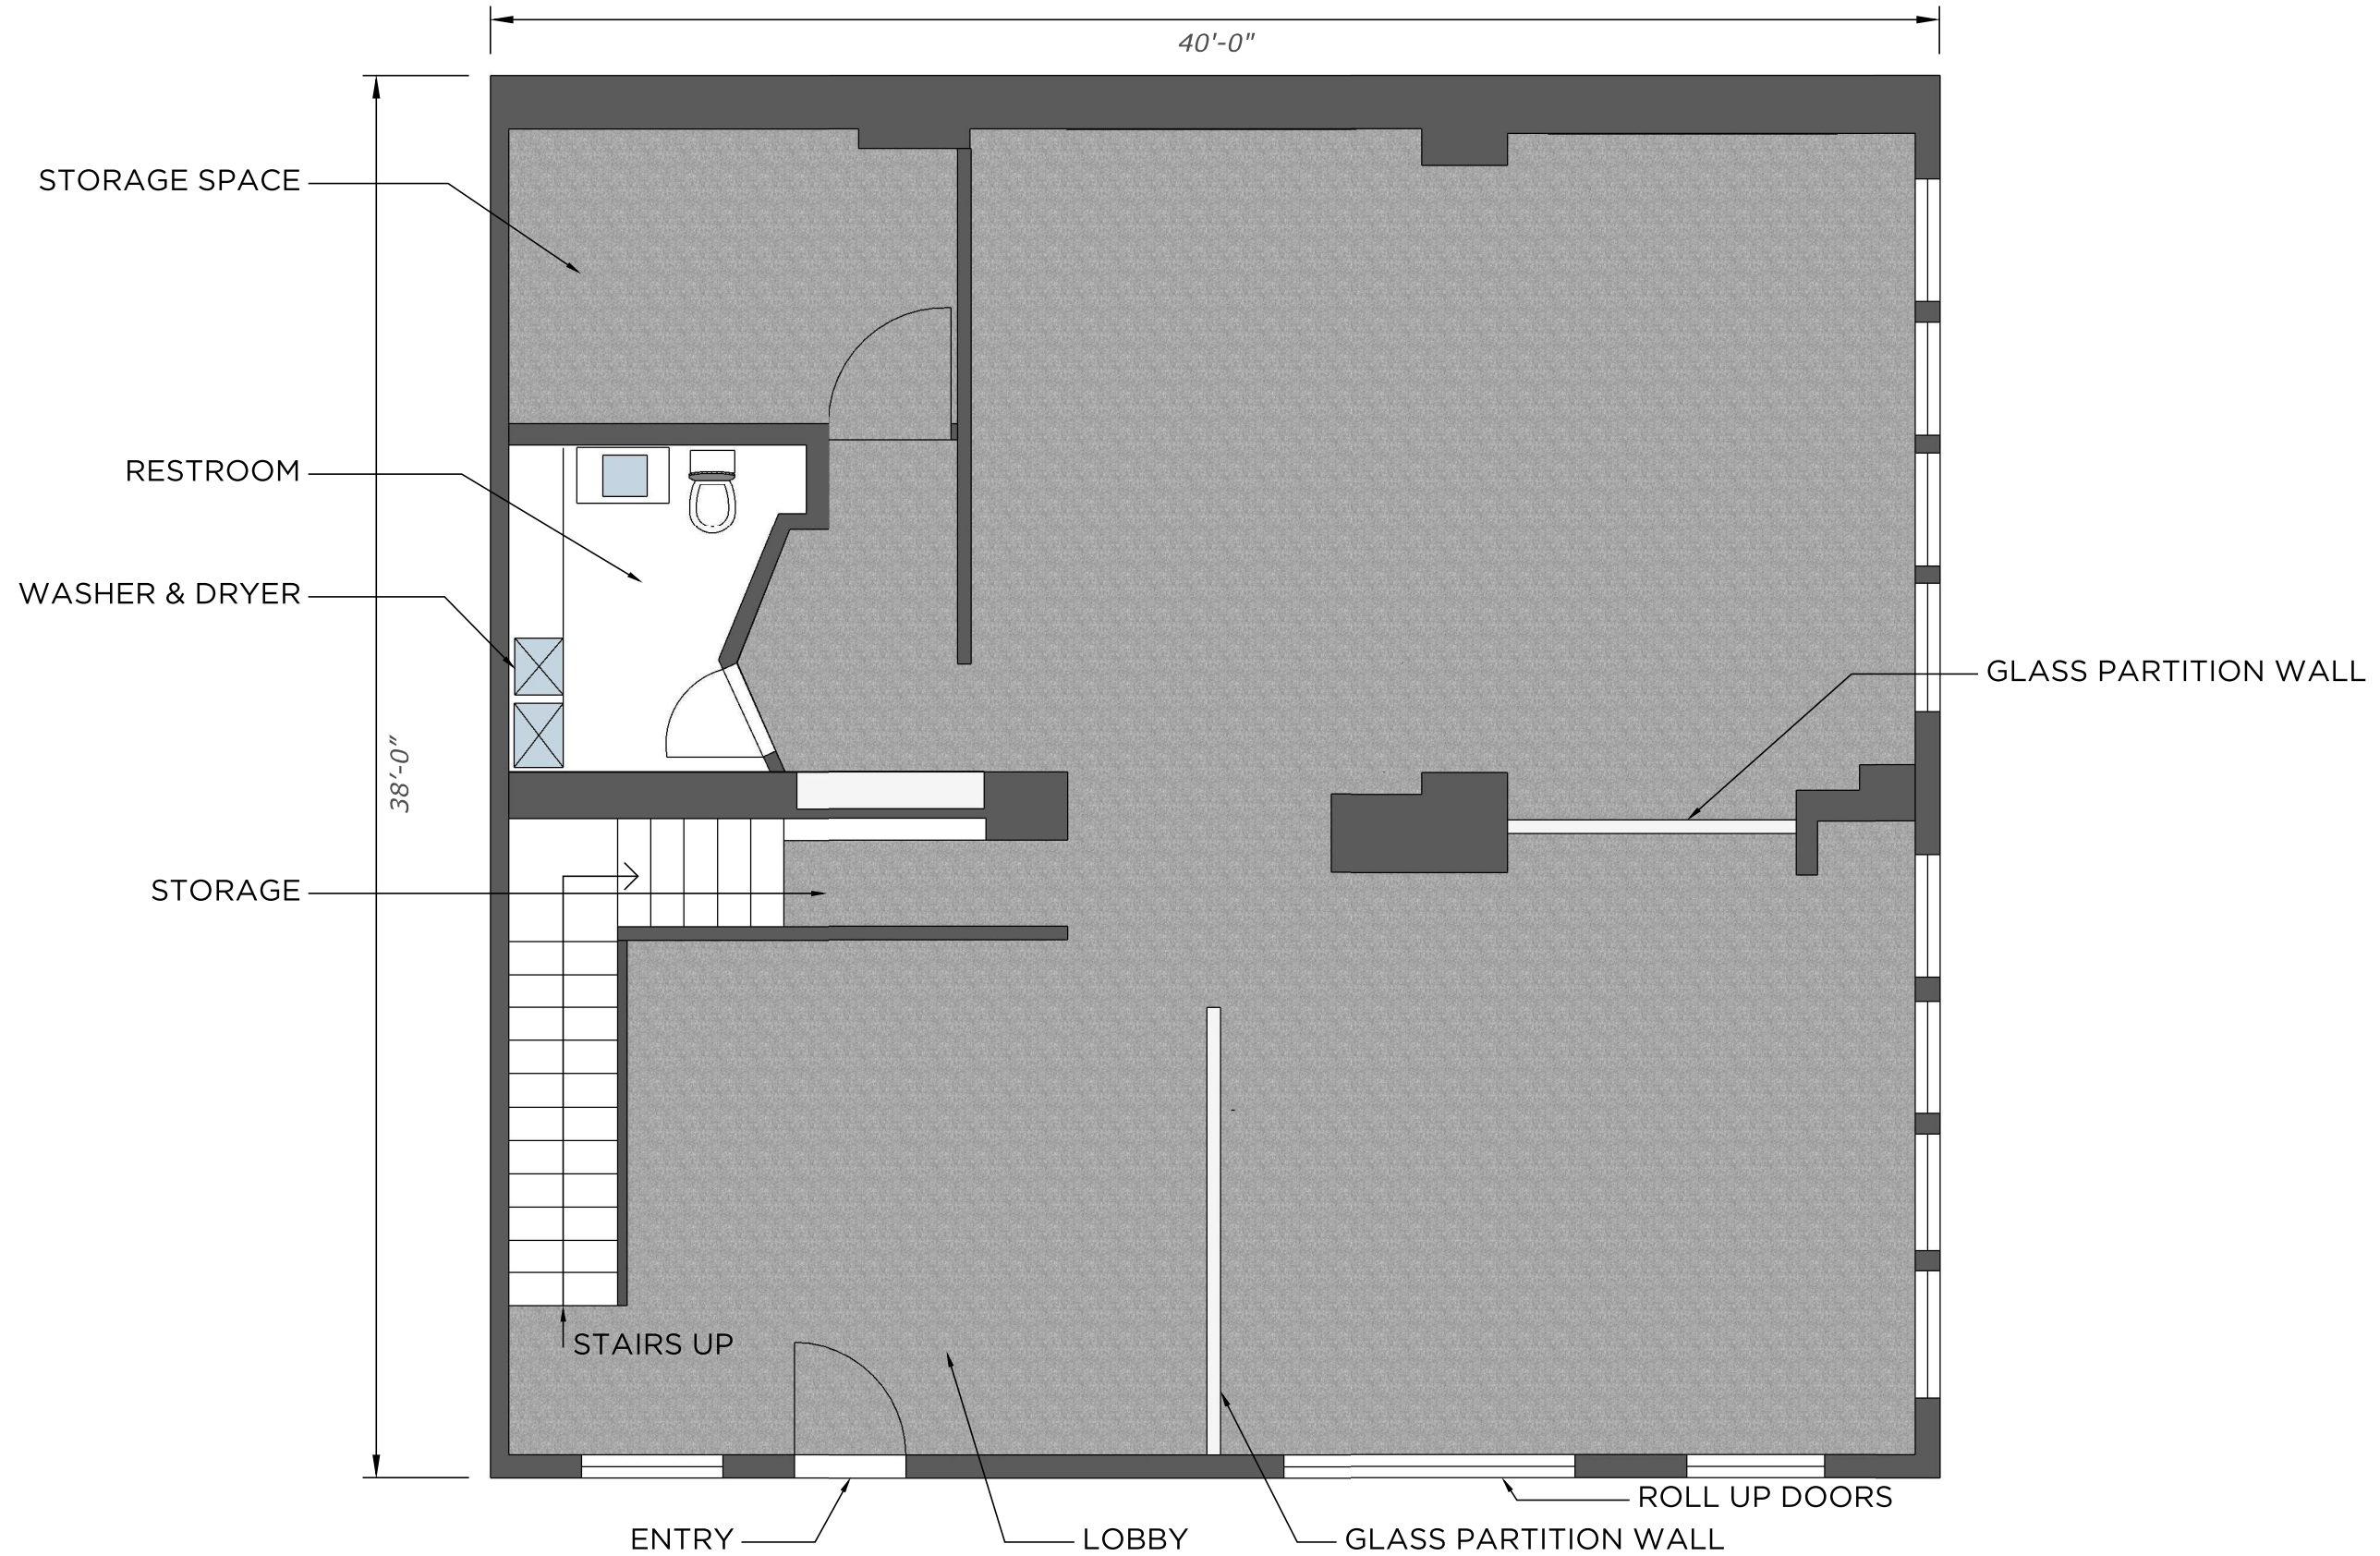 40'-0"
STORAGE SPACE
RESTROOM
WASHER & DRYER
GLASS PARTITION WALL
38'-0"
STORAGE
STAIRS UP
ROLL UP DOORS
ENTRY
LOBBY
GLASS PARTITION WALL